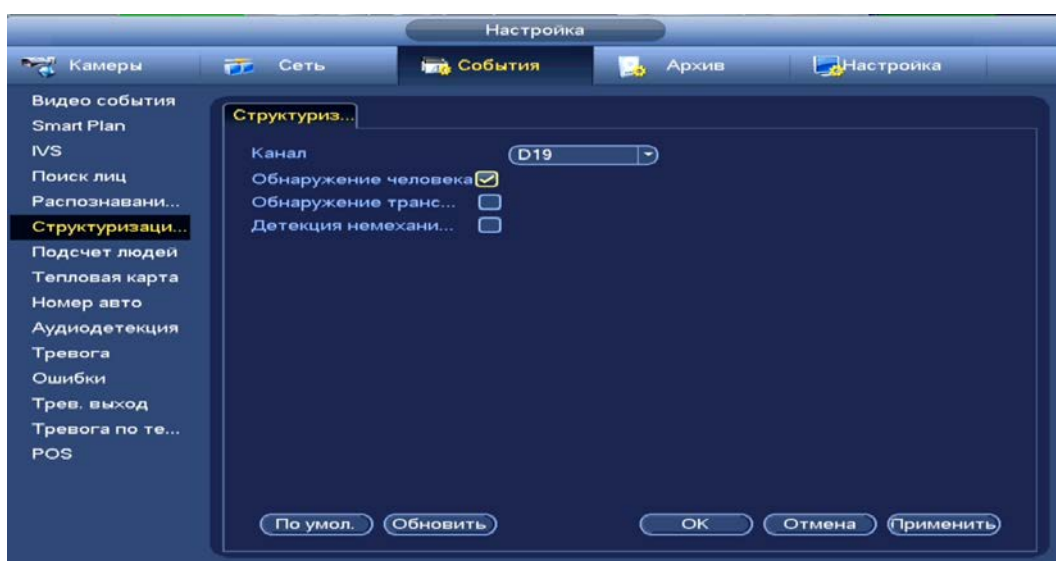 Настройка
Камеры Сеть События Архив Настройка
Видео события
Smart Plan
IVS
Поиск лиц
Распознавани...
Структуризаци...
Подсчет людей
Тепловая карта
Номер авто
Аудиодетекция
Тревога
Ошибки
Трев. выход
Тревога по те...
POS
Структуриз...
Канал D19
Обнаружение человека
Обнаружение транс...
Детекция немехани...
По умол. Обновить OK Отмена Применить